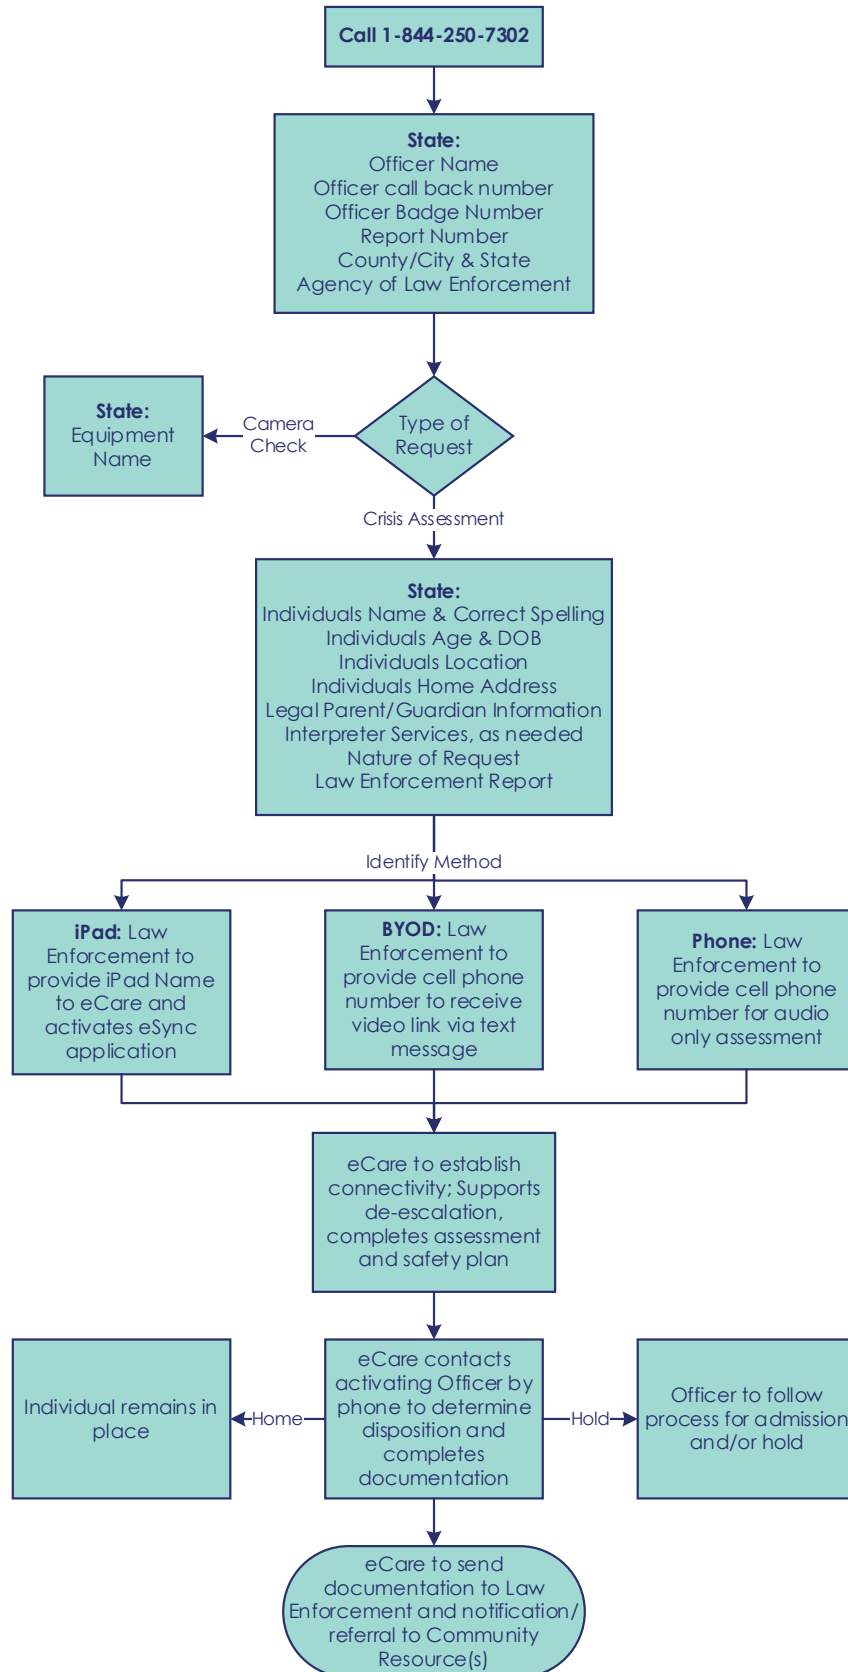 Call 1-844-250-7302
State:
Officer Name
Officer call back number
Officer Badge Number
Report Number
County/City & State
Agency of Law Enforcement
Type of
Request
Camera
Check
State:
Equipment
Name
Crisis Assessment
State:
Individuals Name & Correct Spelling
Individuals Age & DOB
Individuals Location
Individuals Home Address
Legal Parent/Guardian Information
Interpreter Services, as needed
Nature of Request
Law Enforcement Report
Identify Method
iPad: Law
Enforcement to
provide iPad Name
to eCare and
activates eSync
application
BYOD: Law
Enforcement to
provide cell phone
number to receive
video link via text
message
Phone: Law
Enforcement to
provide cell phone
number for audio
only assessment
eCare to establish
connectivity; Supports
de-escalation,
completes assessment
and safety plan
eCare contacts
activating Officer by
phone to determine
disposition and
completes
documentation
Home
Individual remains in
place
Hold
Officer to follow
process for admission
and/or hold
eCare to send
documentation to Law
Enforcement and notification/
referral to Community
Resource(s)